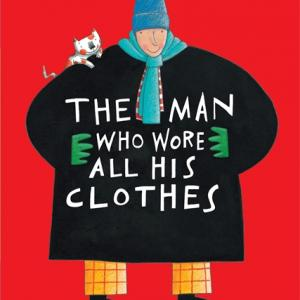 THE MAN
WHO WORE
ALL HIS
CLOTHES